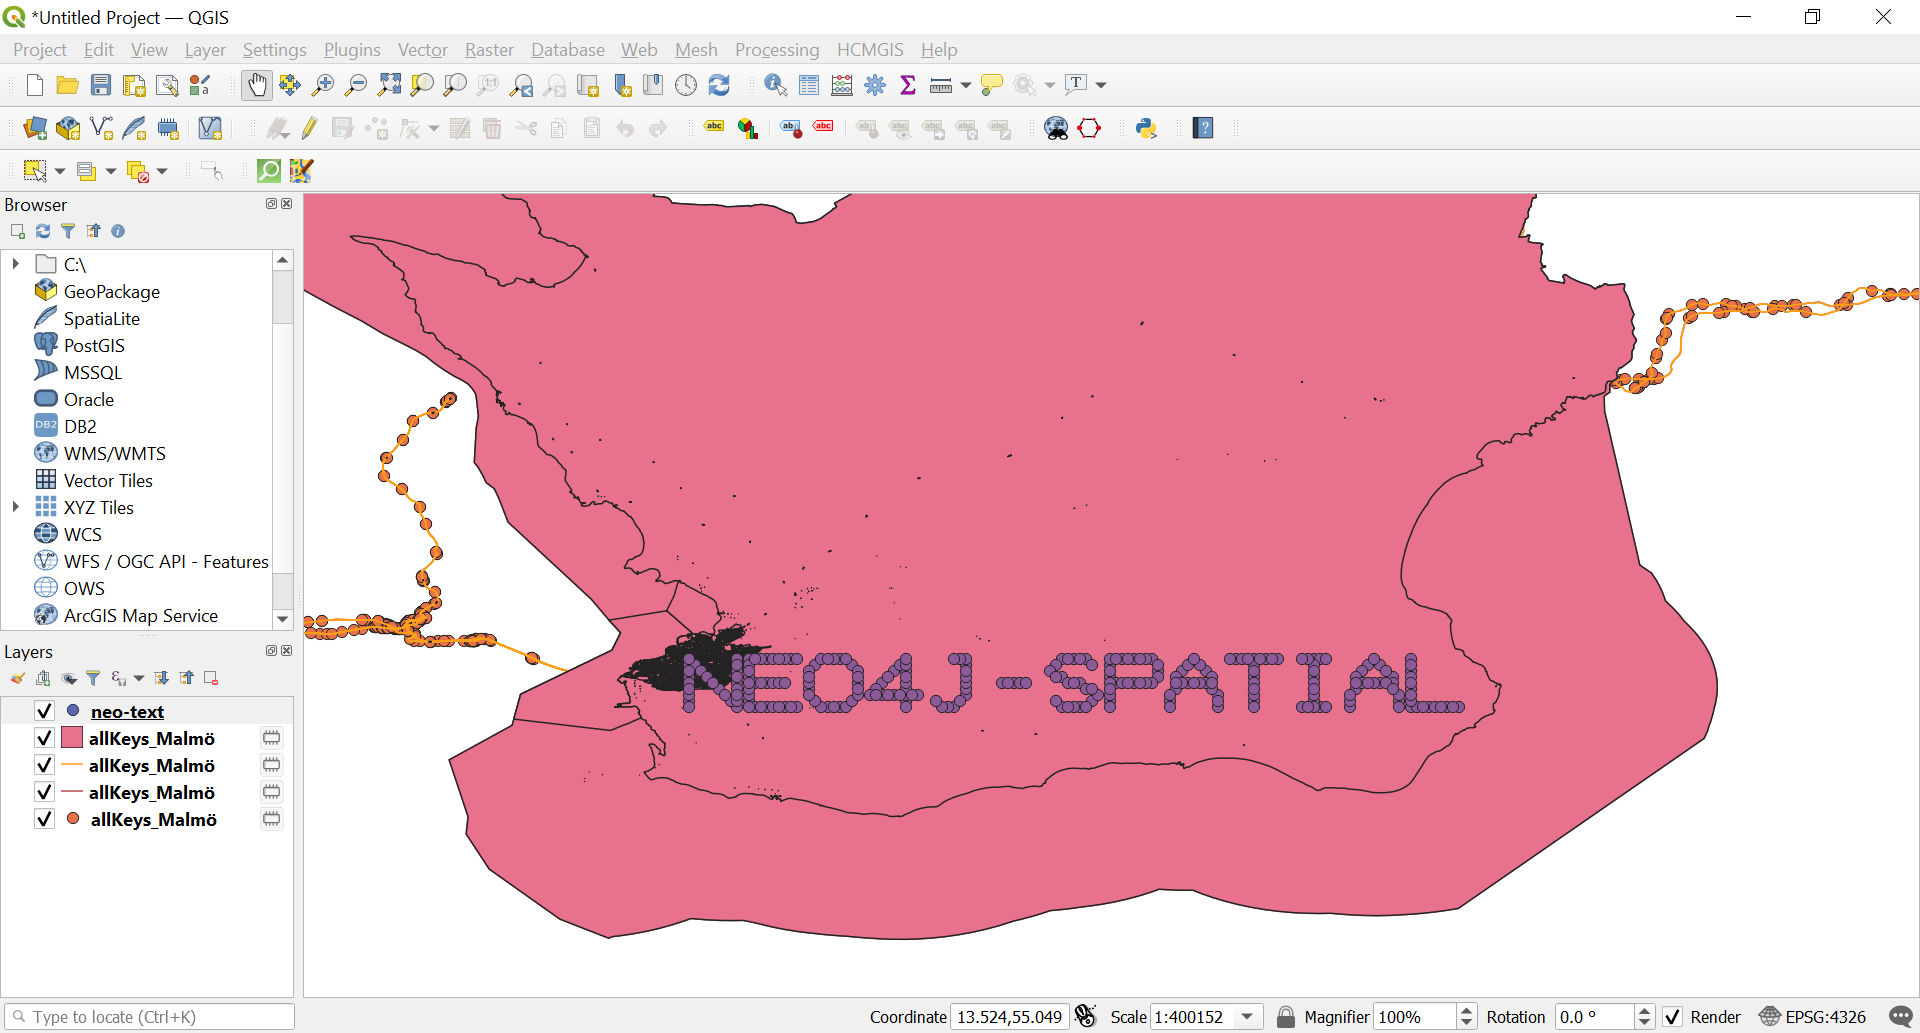 *Untitled Project — QGIS
Project Edit View Layer Settings Plugins Vector Raster Database Web Mesh Processing HCMGIS Help
Browser
C:\
GeoPackage
SpatiaLite
PostGIS
MSSQL
Oracle
DB2
WMS/WMTS
Vector Tiles
XYZ Tiles
WCS
WFS / OGC API - Features
OWS
ArcGIS Map Service
Layers
neo-text
allKeys_Malmö
allKeys_Malmö
allKeys_Malmö
allKeys_Malmö
NEO4J-SPATIAL
Type to locate (Ctrl+K)
Coordinate 13.524,55.049 Scale 1:400152 Magnifier 100% Rotation 0.0 ° Render EPSG:4326